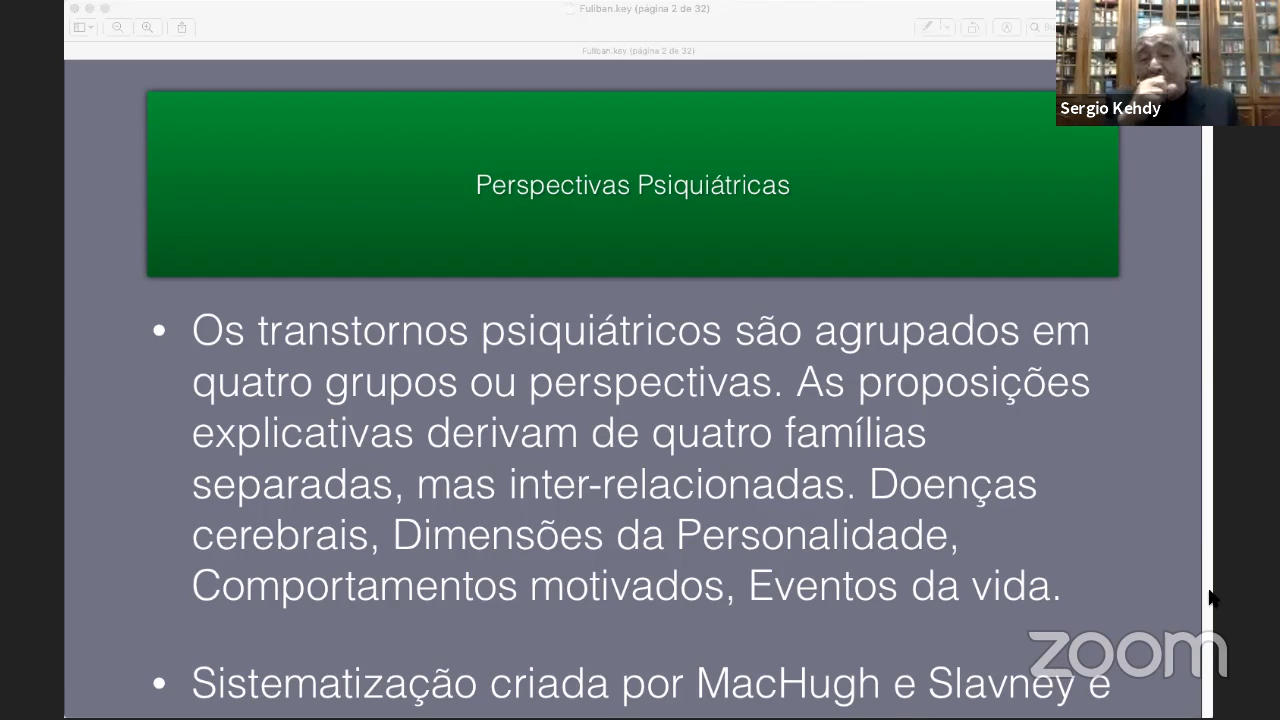 Fuliban.key (página 2 de 32)
Fuliban.key (página 2 de 32)
Sergio Kehdy
Perspectivas Psiquiátricas
• Os transtornos psiquiátricos são agrupados em
quatro grupos ou perspectivas. As proposições
explicativas derivam de quatro famílias
separadas, mas inter-relacionadas. Doenças
cerebrais, Dimensões da Personalidade,
Comportamentos motivados, Eventos da vida.
• Sistematização criada por MacHugh e Slavney e
zoom